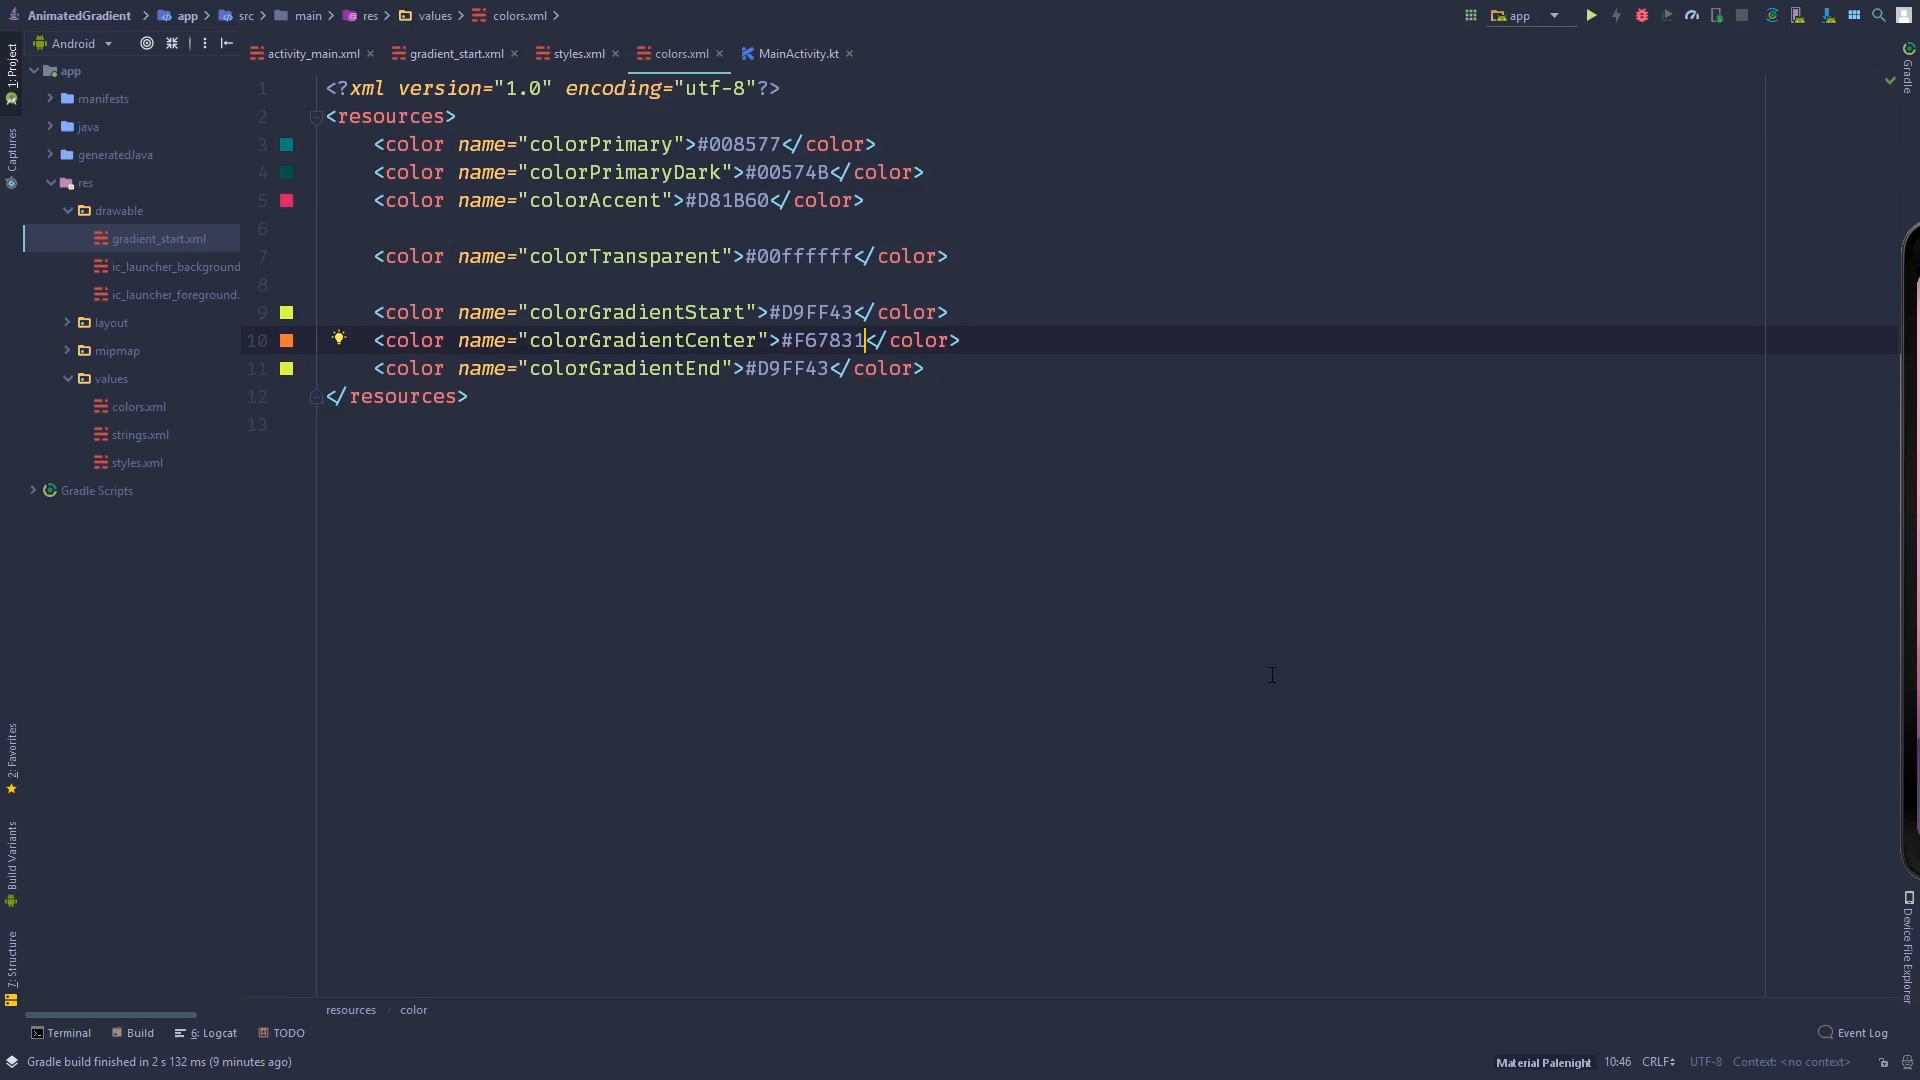 AnimatedGradient > app > src > main > res > values > colors.xml >
app
1: Project
Captures
2: Favorites
Build Variants
7: Structure
Android
app
manifests
java
generatedJava
res
drawable
gradient_start.xml
ic_launcher_background
ic_launcher_foreground.
layout
mipmap
values
colors.xml
strings.xml
styles.xml
Gradle Scripts
activity_main.xml
gradient_start.xml
styles.xml
colors.xml
MainActivity.kt
1 <?xml version="1.0" encoding="utf-8"?>
2 <resources>
3 <color name="colorPrimary">#008577</color>
4 <color name="colorPrimaryDark">#00574B</color>
5 <color name="colorAccent">#D81B60</color>
6
7 <color name="colorTransparent">#00ffffff</color>
8
9 <color name="colorGradientStart">#D9FF43</color>
10 <color name="colorGradientCenter">#F67831</color>
11 <color name="colorGradientEnd">#D9FF43</color>
12 </resources>
13
Gradle
Device File Explorer
resources color
Terminal Build 6: Logcat TODO
Event Log
Gradle build finished in 2 s 132 ms (9 minutes ago)
Material Palenight 10:46 CRLF UTF-8 Context: <no context>